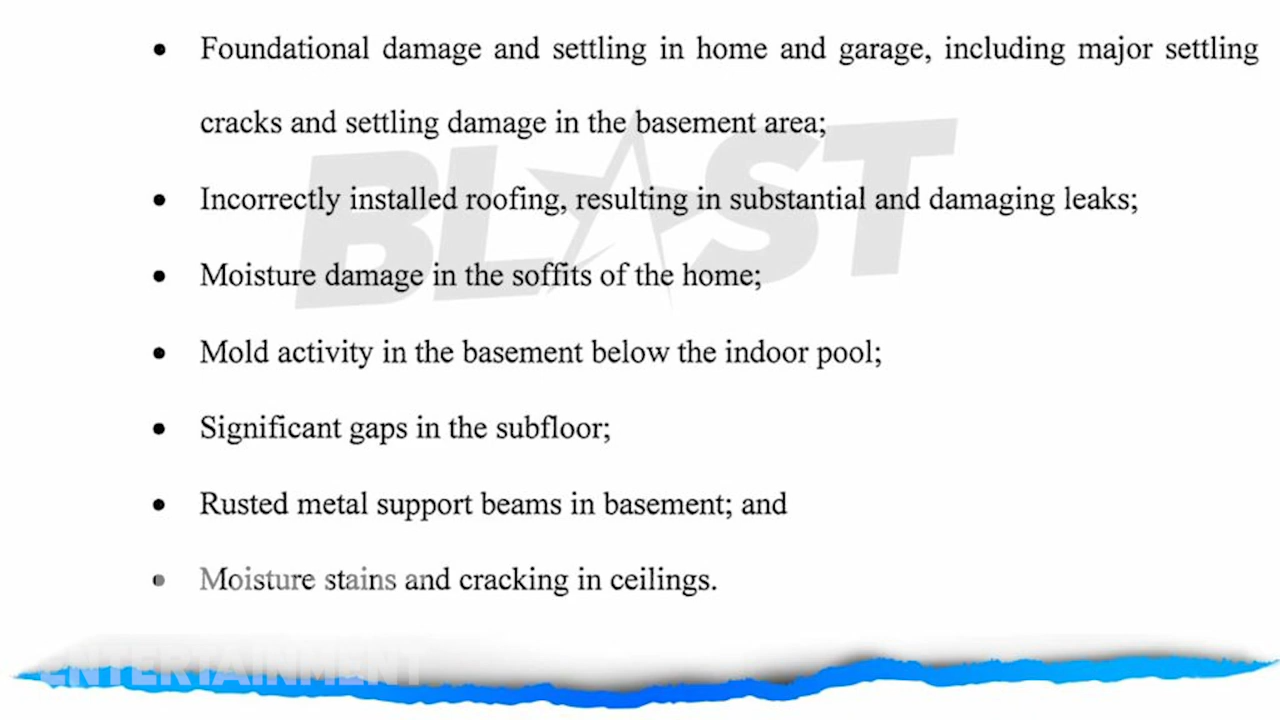 • Foundational damage and settling in home and garage, including major settling
cracks and settling damage in the basement area;
BLAST
• Incorrectly installed roofing, resulting in substantial and damaging leaks;
• Moisture damage in the soffits of the home;
• Mold activity in the basement below the indoor pool;
• Significant gaps in the subfloor;
• Rusted metal support beams in basement; and
• Moisture stains and cracking in ceilings.
ENTERTAINMENT